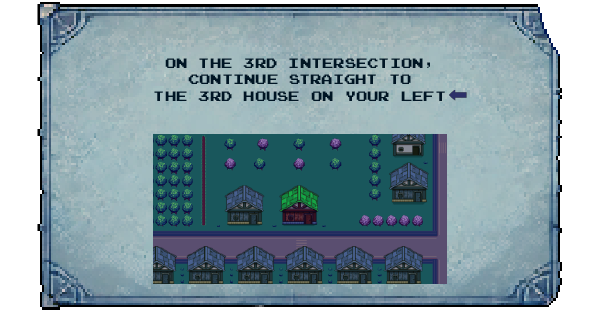 ON THE 3RD INTERSECTION,
CONTINUE STRAIGHT TO
THE 3RD HOUSE ON YOUR LEFT